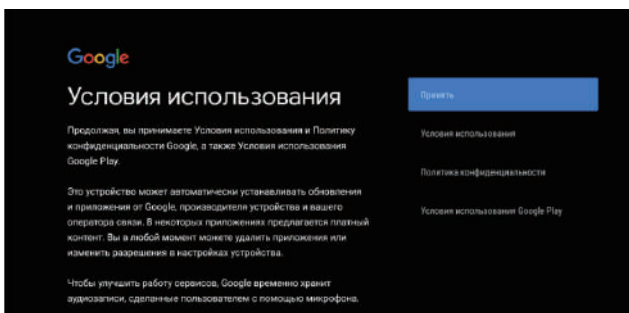 Google
Условия использования
Продолжая, вы принимаете Условия использования и Политику
конфиденциальности Google, а также Условия использования
Google Play.
Это устройство может автоматически устанавливать обновления
и приложения от Google, производителя устройства и вашего
оператора связи. В некоторых приложениях предлагается платный
контент. Вы в любой момент можете удалить приложения или
изменить разрешения в настройках устройства.
Чтобы улучшить работу сервисов, Google временно хранит
аудиозаписи, сделанные пользователем с помощью микрофона.
Принять
Условия использования
Политика конфиденциальности
Условия использования Google Play